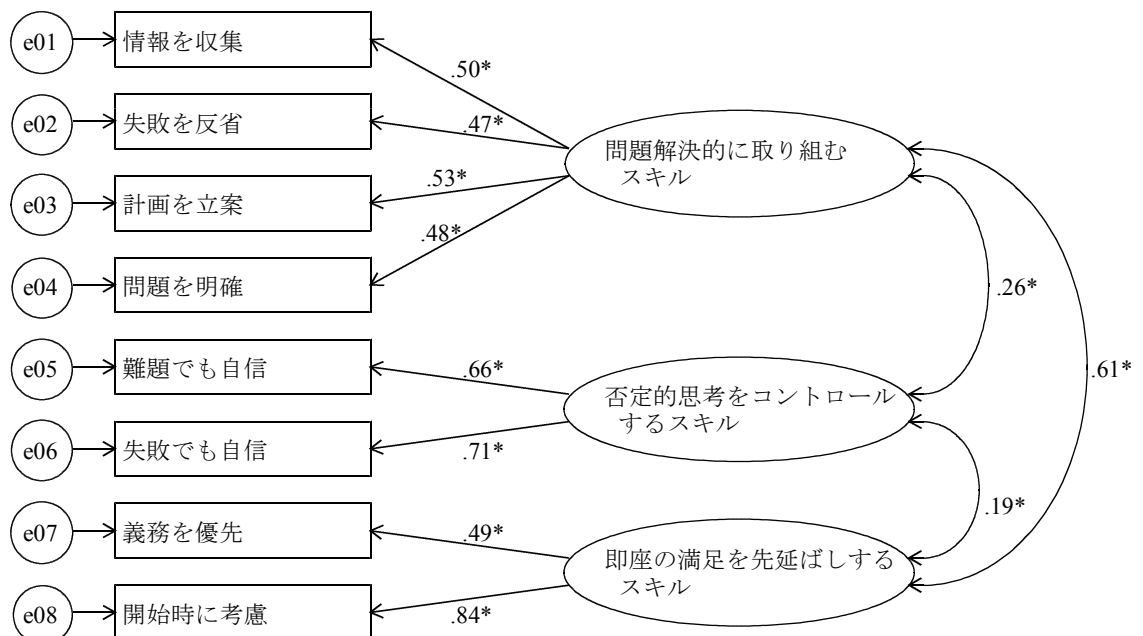 e01
情報を収集
.50*
e02
失敗を反省
.47*
問題解決的に取り組む
スキル
e03
計画を立案
.53*
e04
問題を明確
.48*
.26*
e05
難題でも自信
.66*
.61*
否定的思考をコントロール
するスキル
e06
失敗でも自信
.71*
e07
義務を優先
.49*
.19*
即座の満足を先延ばしする
スキル
e08
開始時に考慮
.84*